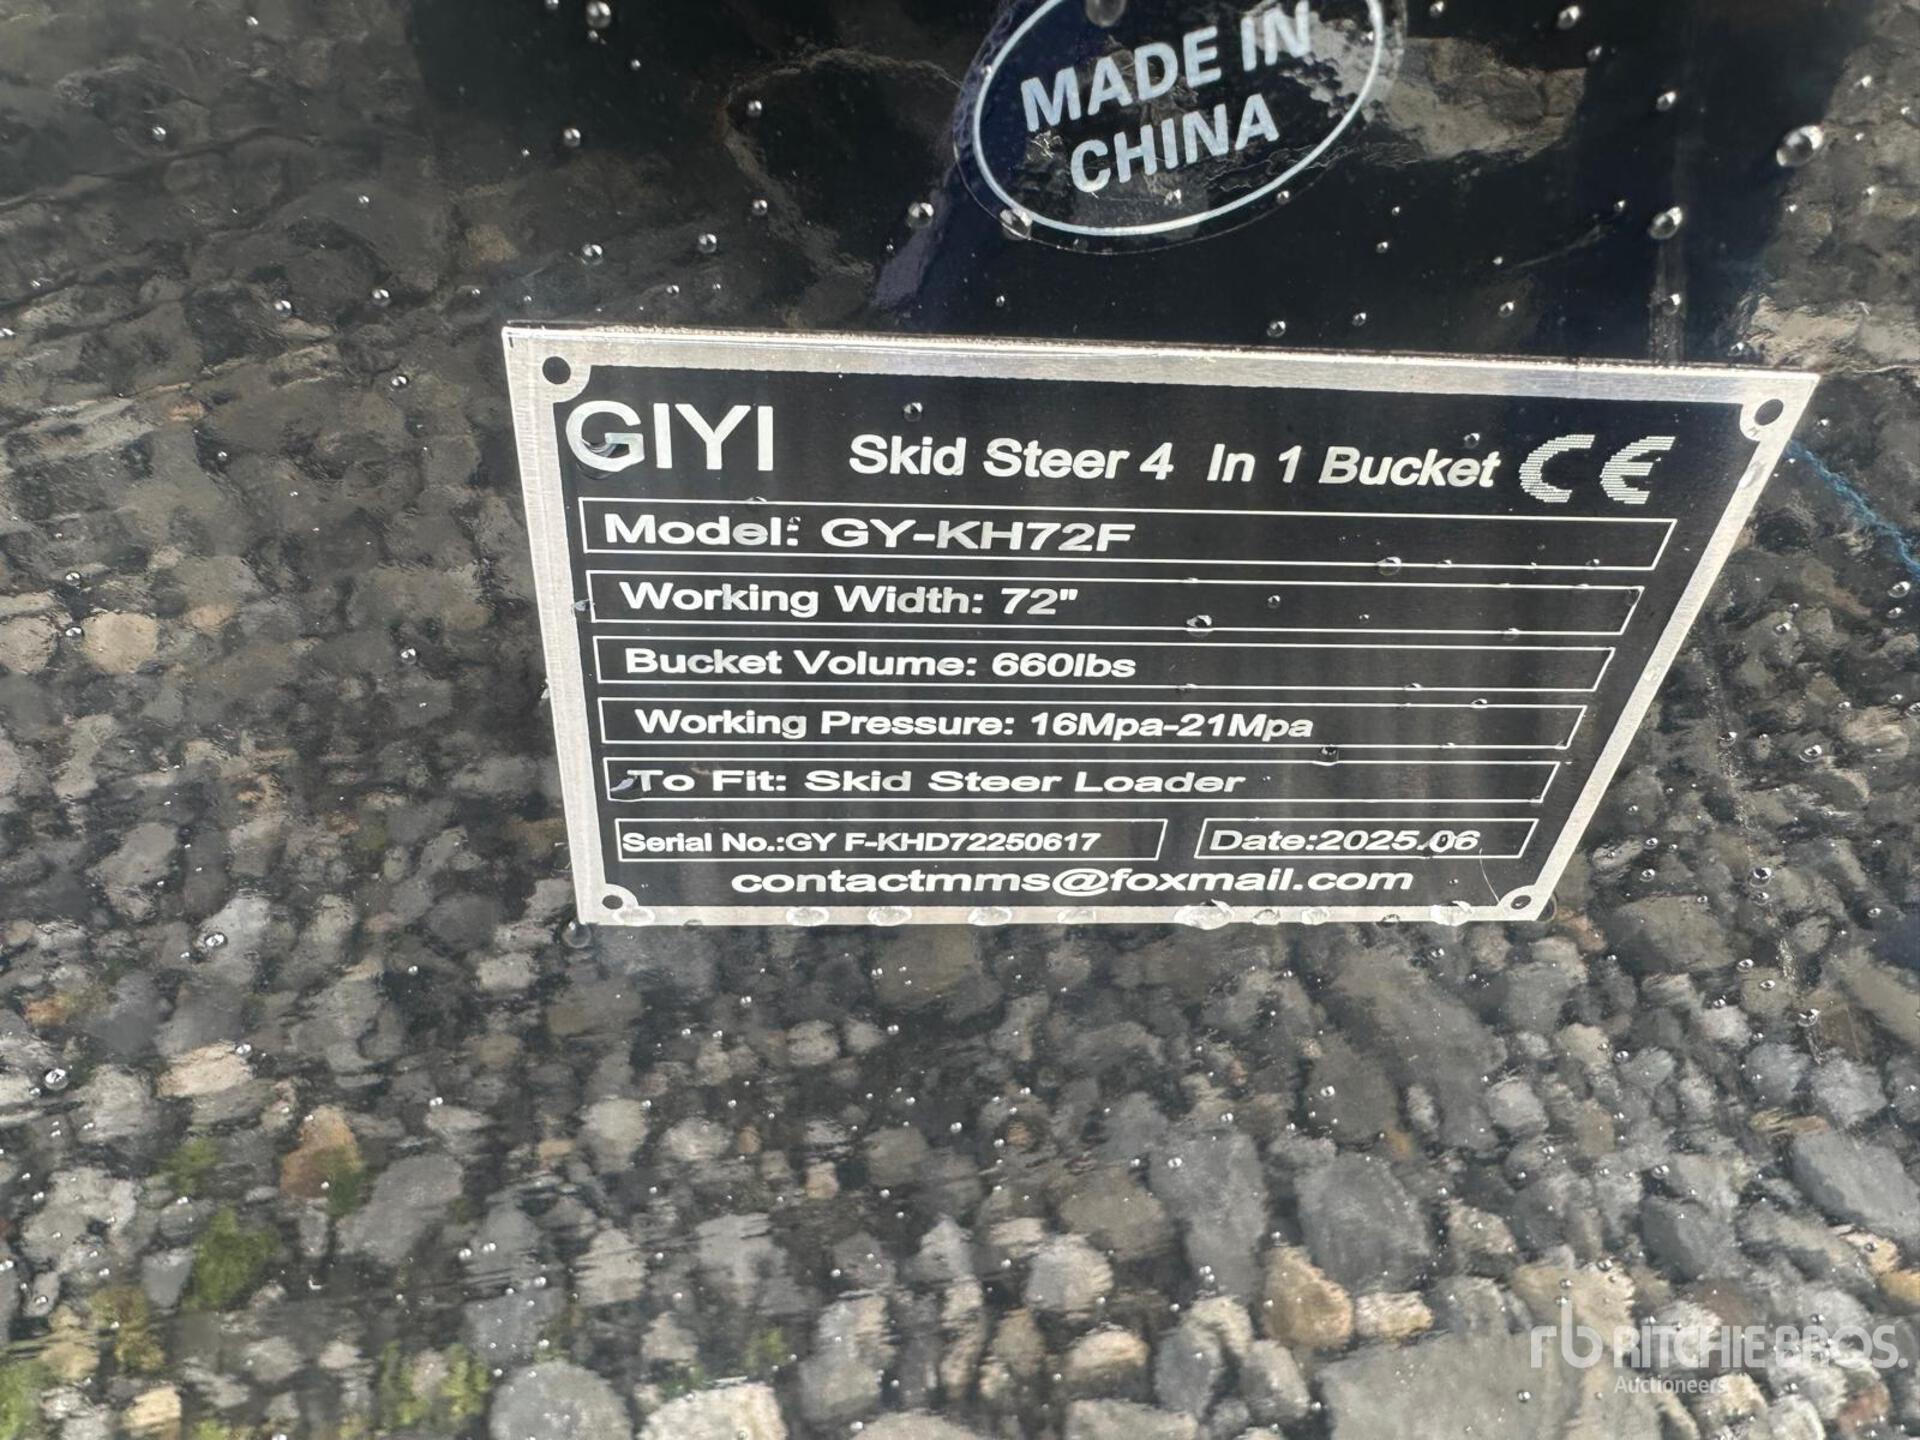 MADE IN
CHINA
GIYI Skid Steer 4 In 1 Bucket CE
Model: GY-KH72F
Working Width: 72"
Bucket Volume: 660lbs
Working Pressure: 16Mpa-21Mpa
To Fit: Skid Steer Loader
Serial No.:GY F-KHD72250617 Date:2025.06
contactmms@foxmail.com
rb RITCHIE BROS.
Auctioneers